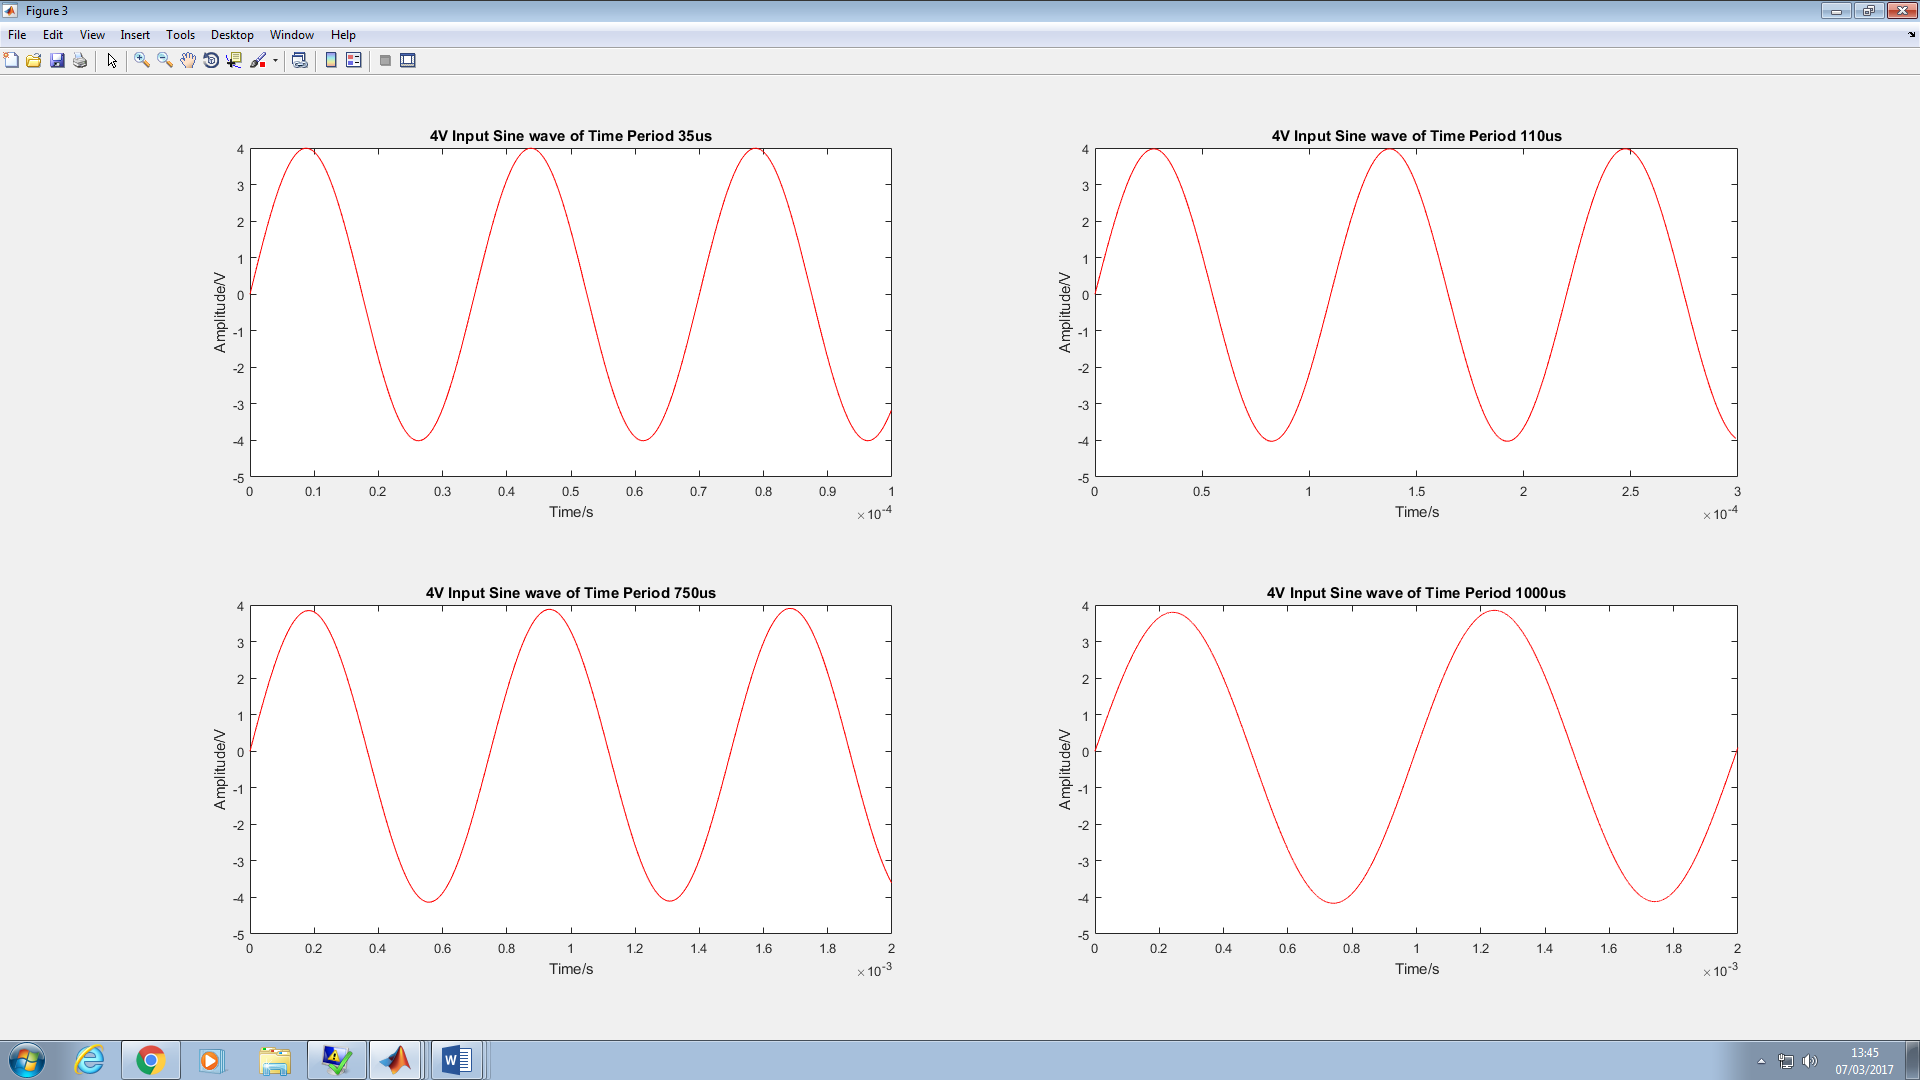 Figure 3
File Edit View Insert Tools Desktop Window Help
4V Input Sine wave of Time Period 35us
4
3
2
1
0
-1
-2
-3
-4
-5
Amplitude/V
0 0.1 0.2 0.3 0.4 0.5 0.6 0.7 0.8 0.9 1
Time/s
×10-4
4V Input Sine wave of Time Period 110us
4
3
2
1
0
-1
-2
-3
-4
-5
Amplitude/V
0 0.5 1 1.5 2 2.5 3
Time/s
×10-4
4V Input Sine wave of Time Period 750us
4
3
2
1
0
-1
-2
-3
-4
-5
Amplitude/V
0 0.2 0.4 0.6 0.8 1 1.2 1.4 1.6 1.8 2
Time/s
×10-3
4V Input Sine wave of Time Period 1000us
4
3
2
1
0
-1
-2
-3
-4
-5
Amplitude/V
0 0.2 0.4 0.6 0.8 1 1.2 1.4 1.6 1.8 2
Time/s
×10-3
W
13:45
07/03/2017